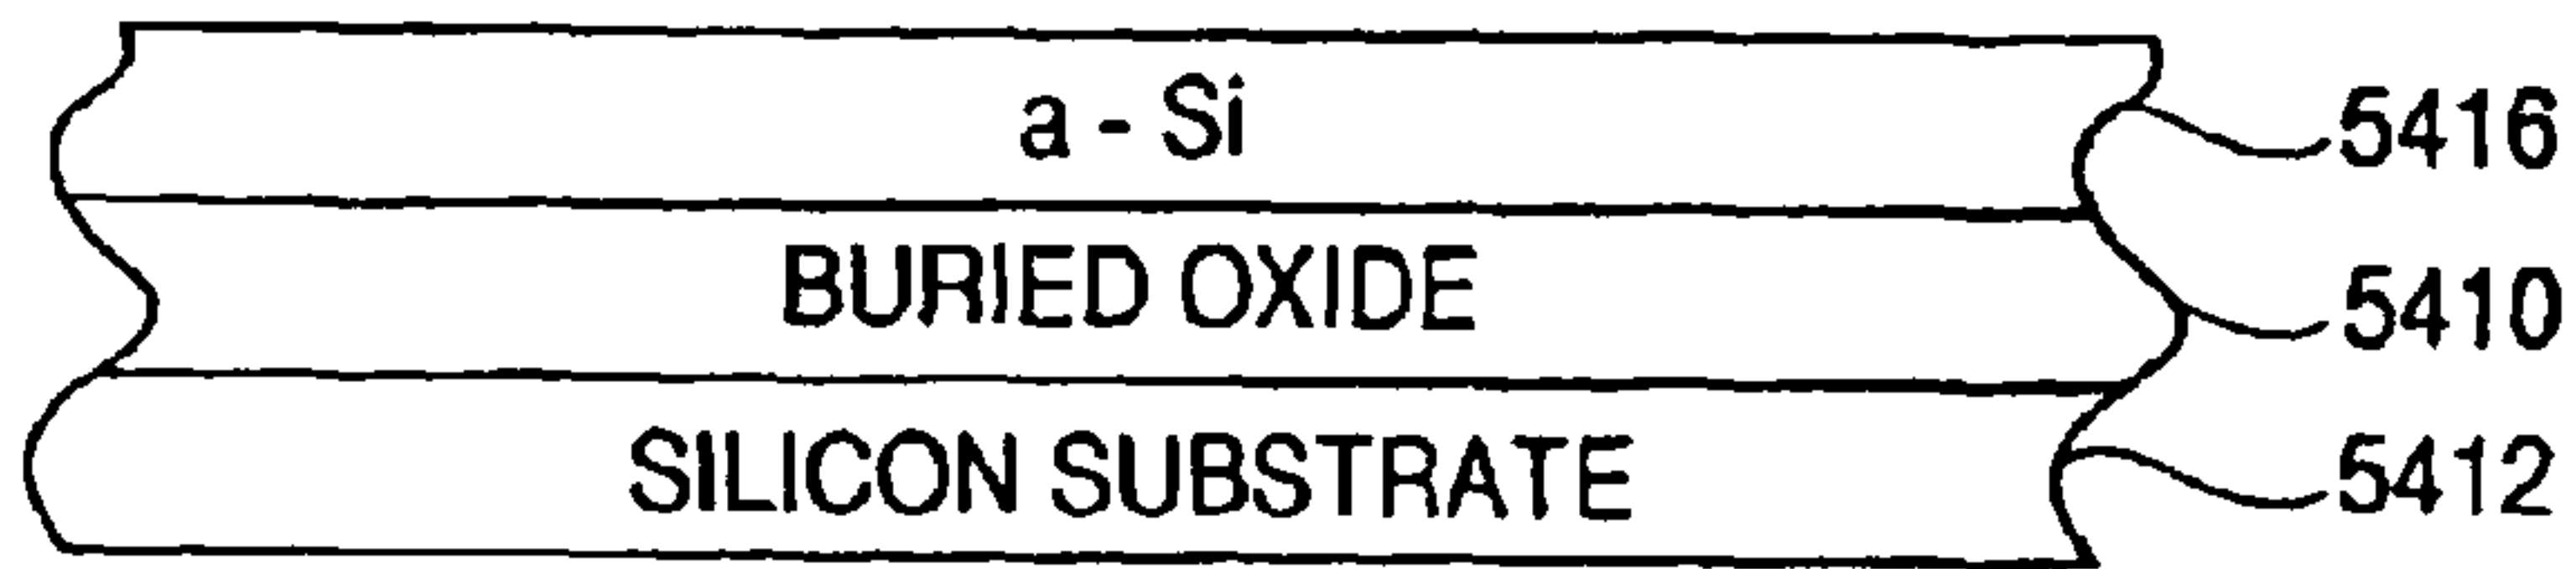 a - Si
5416
BURIED OXIDE
5410
SILICON SUBSTRATE
5412